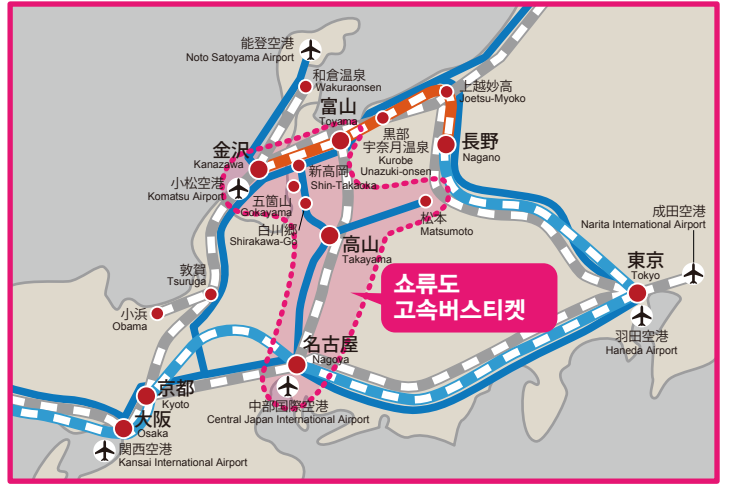 能登空港
Noto Satoyama Airport
和倉温泉
Wakuraonsen
富山
Toyama
上越妙高
Joetsu-Myoko
金沢
Kanazawa
黒部
宇奈月温泉
Kurobe
Unazuki-onsen
長野
Nagano
小松空港
Komatsu Airport
新高岡
Shin-Takaoka
五箇山
Gokayama
白川郷
Shirakawa-Go
松本
Matsumoto
高山
Takayama
成田空港
Narita International Airport
東京
Tokyo
敦賀
Tsuruga
쇼류도
고속버스티켓
小浜
Obama
羽田空港
Haneda Airport
名古屋
Nagoya
京都
Kyoto
中部国際空港
Central Japan International Airport
大阪
Osaka
関西空港
Kansai International Airport